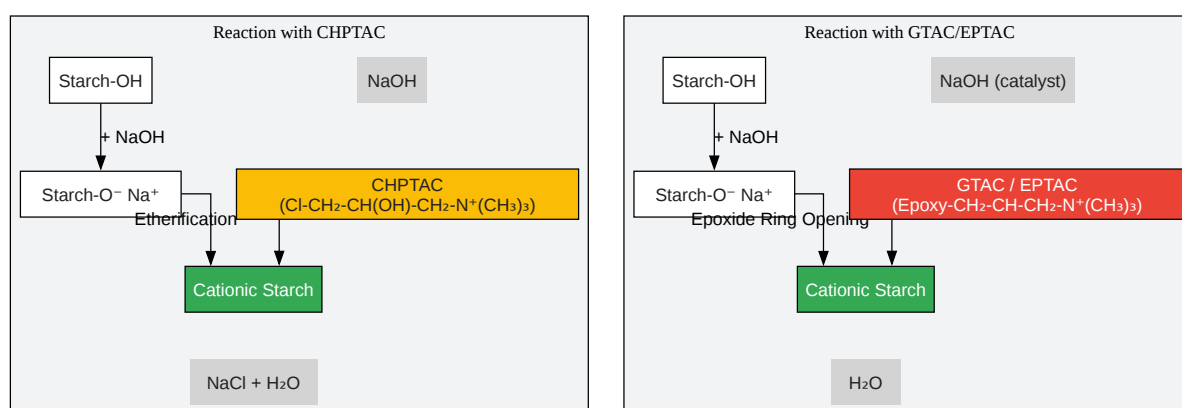 Reaction with CHPTAC
Starch-OH
NaOH
+ NaOH
Starch-O⁻ Na⁺
CHPTAC
(Cl-CH₂-CH(OH)-CH₂-N⁺(CH₃)₃)
Etherification
Cationic Starch
NaCl + H₂O
Reaction with GTAC/EPTAC
Starch-OH
NaOH (catalyst)
+ NaOH
Starch-O⁻ Na⁺
GTAC / EPTAC
(Epoxy-CH₂-CH-CH₂-N⁺(CH₃)₃)
Epoxide Ring Opening
Cationic Starch
H₂O